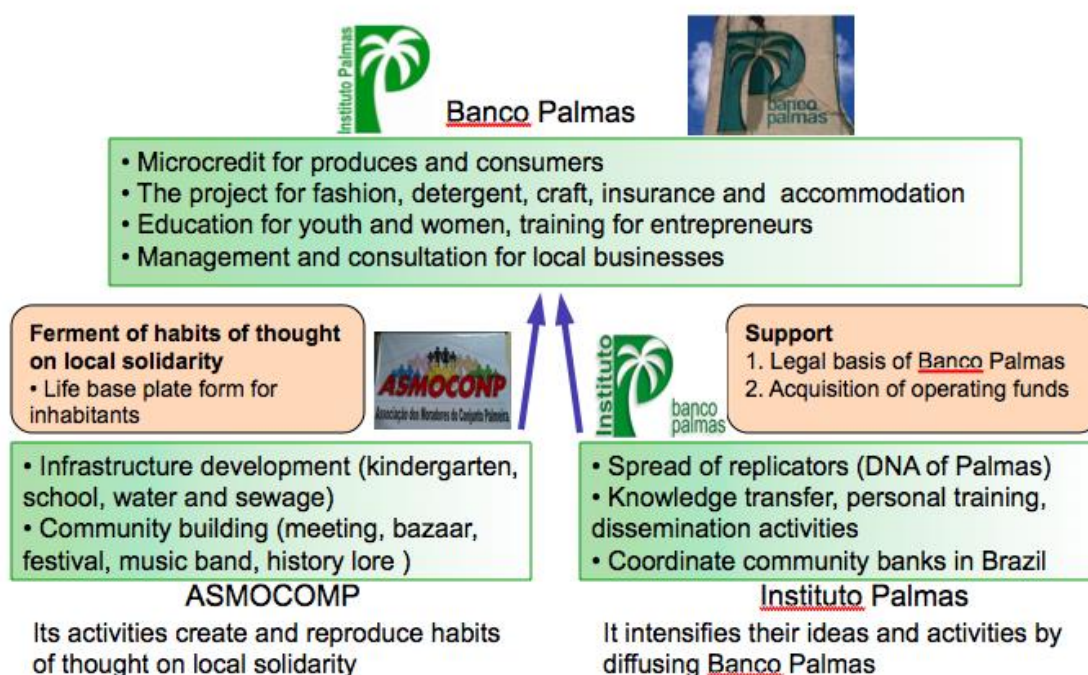 Instituto Palmas
Banco Palmas
banco
palmas
• Microcredit for produces and consumers
• The project for fashion, detergent, craft, insurance and accommodation
• Education for youth and women, training for entrepreneurs
• Management and consultation for local businesses
Ferment of habits of thought
on local solidarity
• Life base plate form for
inhabitants
ASMOCONP
Associação dos Moradores do Conjunto Palmeira
Instituto
banco
palmas
Support
1. Legal basis of Banco Palmas
2. Acquisition of operating funds
• Infrastructure development (kindergarten,
school, water and sewage)
• Community building (meeting, bazaar,
festival, music band, history lore )
ASMOCOMP
Its activities create and reproduce habits
of thought on local solidarity
• Spread of replicators (DNA of Palmas)
• Knowledge transfer, personal training,
dissemination activities
• Coordinate community banks in Brazil
Instituto Palmas
It intensifies their ideas and activities by
diffusing Banco Palmas